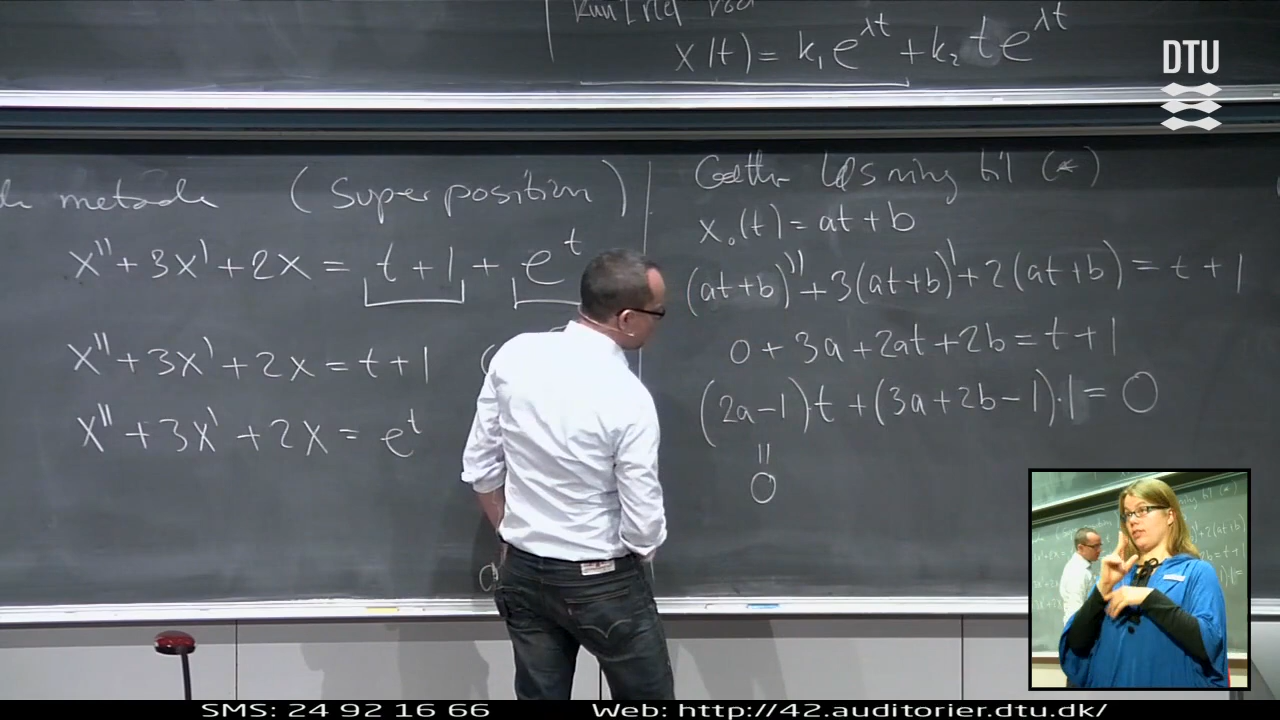 x(t) = k₁e^λt + k₂te^λt
DTU
metode (Superposition)
x'' + 3x' + 2x = t + 1 + e^t
x'' + 3x' + 2x = t + 1
x'' + 3x' + 2x = e^t
løsning til (*)
x₀(t) = at + b
(at + b)'' + 3(at + b)' + 2(at + b) = t + 1
0 + 3a + 2at + 2b = t + 1
(2a - 1)·t + (3a + 2b - 1)·1 = 0
||
0
SMS: 24 92 16 66 Web: http://42.auditorier.dtu.dk/